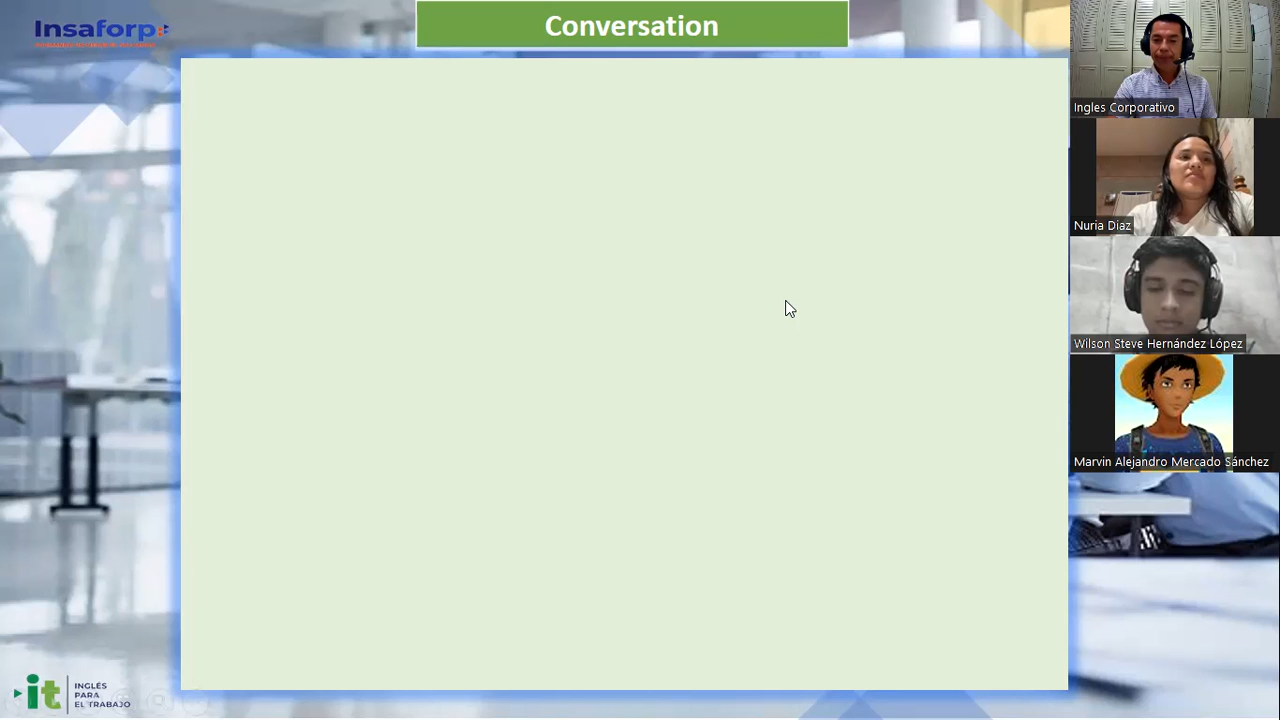 Insaforp
Conversation
Ingles Corporativo
Nuria Diaz
Wilson Steve Hernández López
Marvin Alejandro Mercado Sánchez
it
INGLÉS
PARA
EL TRABAJO